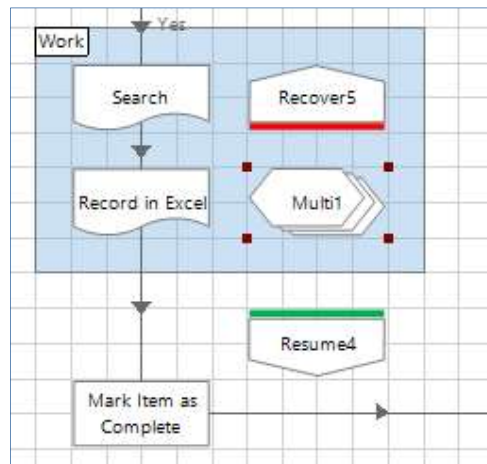 Yes
Work
Search
Recover5
Record in Excel
Multi1
Resume4
Mark Item as
Complete